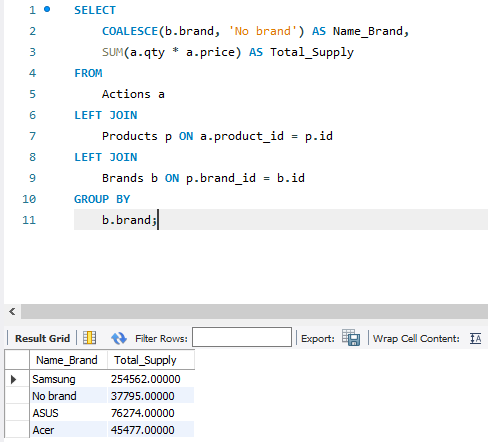 1 SELECT
2 COALESCE(b.brand, 'No brand') AS Name_Brand,
3 SUM(a.qty * a.price) AS Total_Supply
4 FROM
5 Actions a
6 LEFT JOIN
7 Products p ON a.product_id = p.id
8 LEFT JOIN
9 Brands b ON p.brand_id = b.id
10 GROUP BY
11 b.brand;
Result Grid Filter Rows: Export: Wrap Cell Content:
Name_Brand Total_Supply
Samsung 254562.00000
No brand 37795.00000
ASUS 76274.00000
Acer 45477.00000